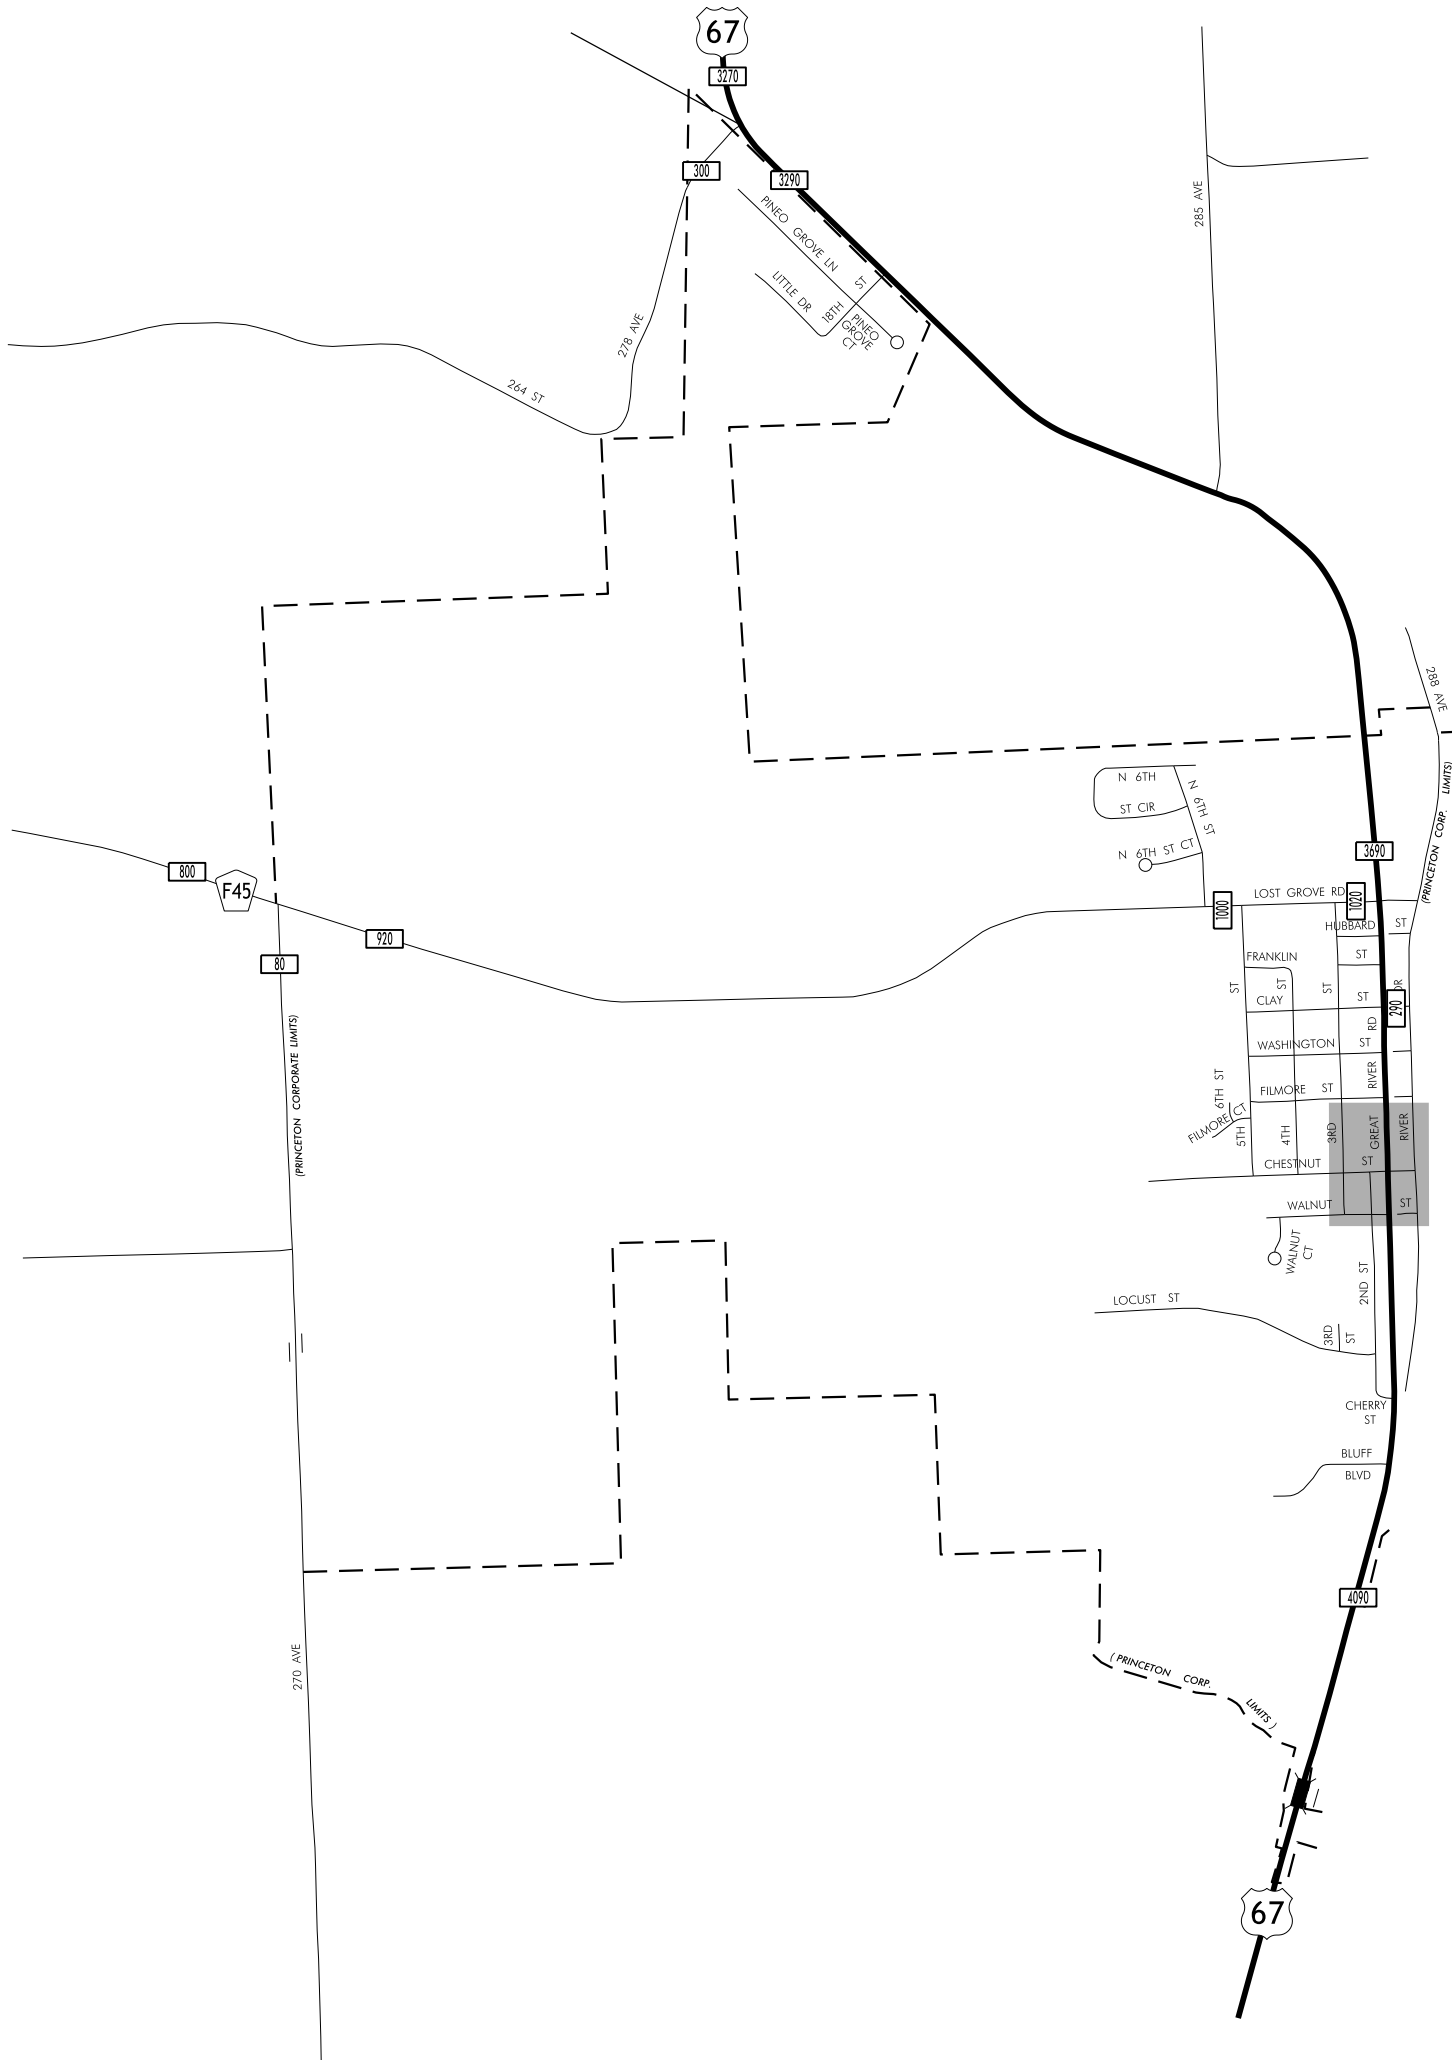 67
3270
300
3290
285 AVE
PINEO GROVE LN
LITTLE DR
18TH ST
PINEO
GROVE
CT
278 AVE
264 ST
288 AVE
(PRINCETON CORP. LIMITS)
N 6TH
ST CIR
N 6TH ST
N 6TH ST CT
3690
800
F45
920
80
1000
LOST GROVE RD
1020
HUBBARD ST
ST
FRANKLIN
ST
ST
ST
DR
290
CLAY ST
RD
WASHINGTON ST
RIVER
6TH ST
FILMORE ST
FILMORE CT
5TH
4TH
3RD
GREAT
RIVER
CHESTNUT ST
WALNUT ST
WALNUT
CT
2ND ST
LOCUST ST
3RD
ST
CHERRY
ST
BLUFF
BLVD
(PRINCETON CORPORATE LIMITS)
4090
270 AVE
(PRINCETON CORP. LIMITS)
67